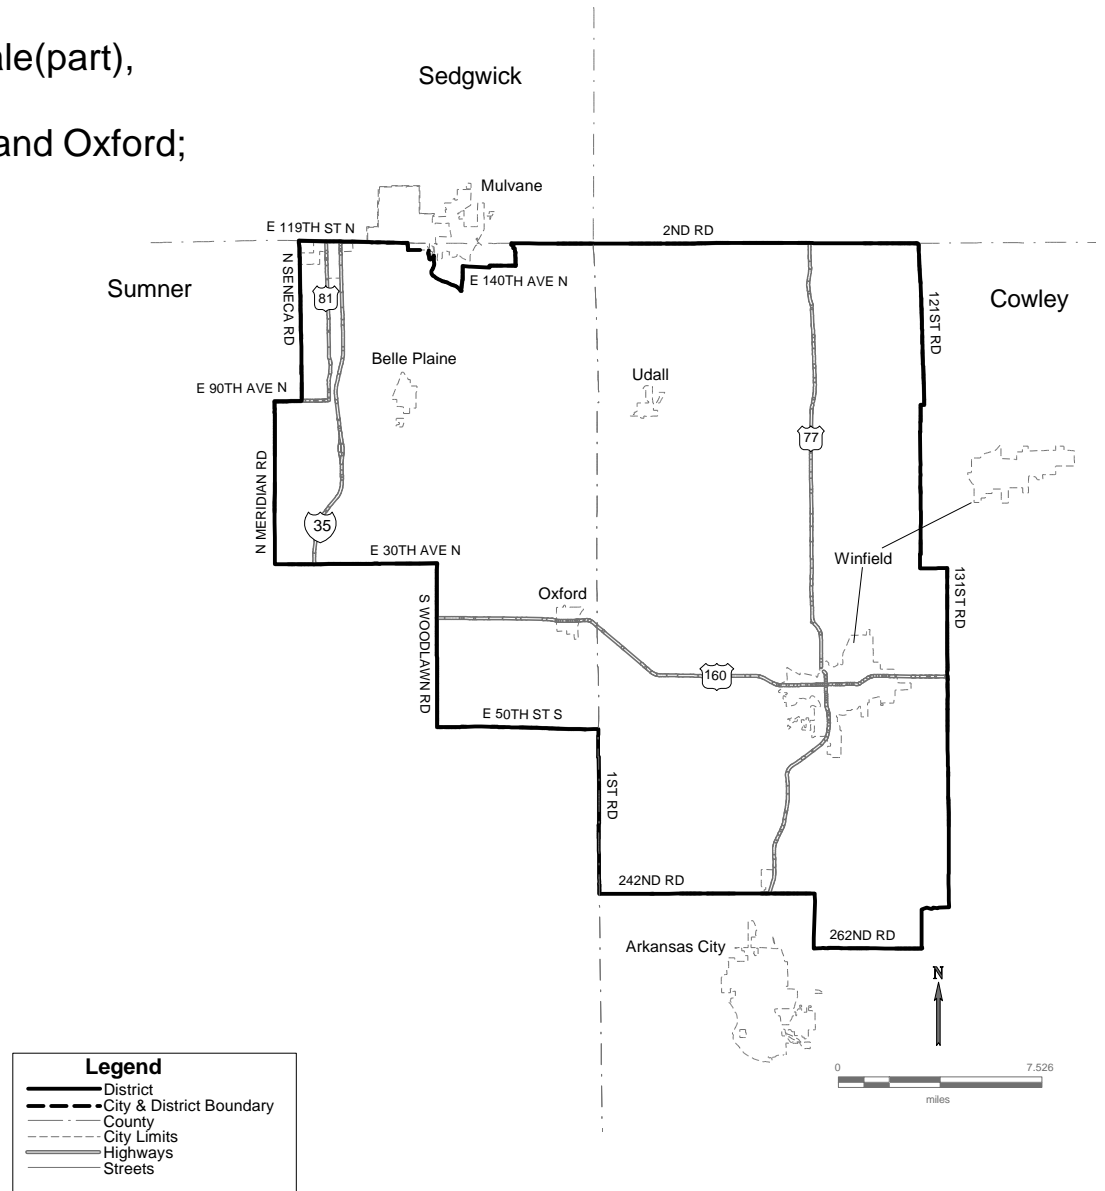 ale(part),
Sedgwick
and Oxford;
Mulvane
E 119TH ST N
2ND RD
N SENECA RD
E 140TH AVE N
Sumner
81
121ST RD
Cowley
Belle Plaine
Udall
E 90TH AVE N
77
N MERIDIAN RD
35
E 30TH AVE N
Winfield
131ST RD
Oxford
S WOODLAWN RD
160
E 50TH ST S
1ST RD
242ND RD
262ND RD
Arkansas City
N
0 7.526
miles
Legend
District
City & District Boundary
County
City Limits
Highways
Streets